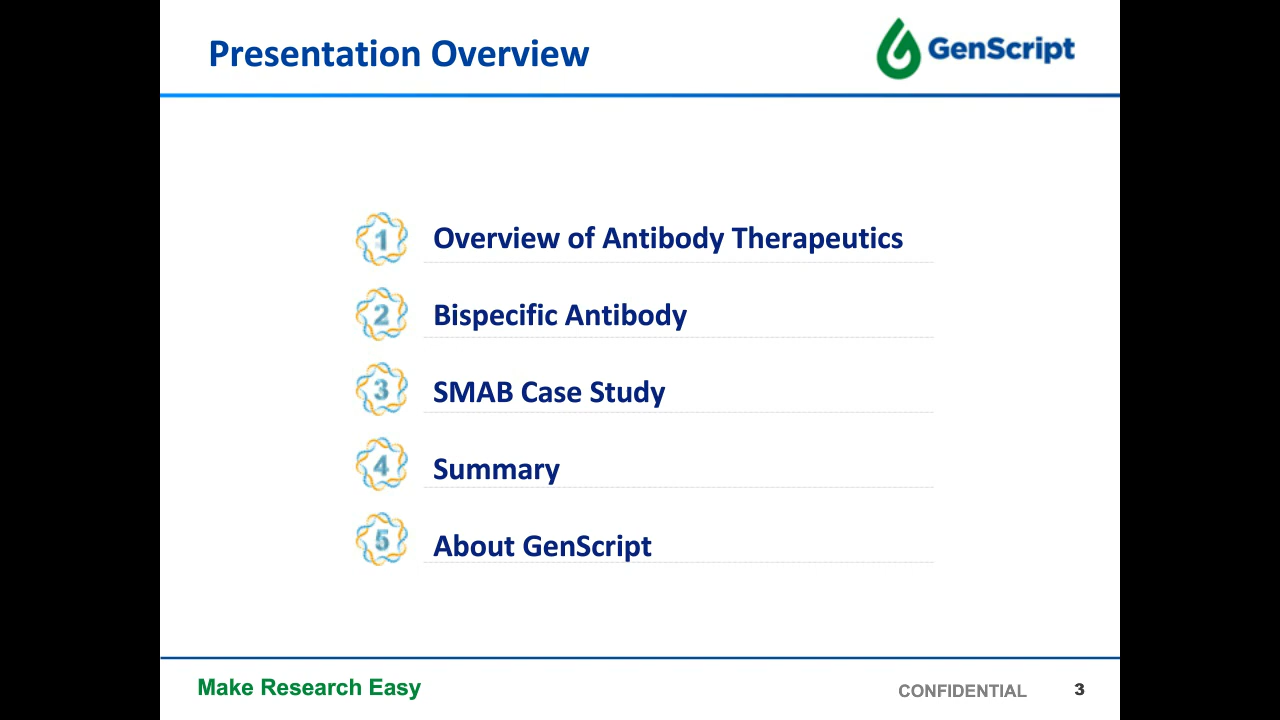 Presentation Overview
GenScript
1 Overview of Antibody Therapeutics
2 Bispecific Antibody
3 SMAB Case Study
4 Summary
5 About GenScript
Make Research Easy
CONFIDENTIAL 3